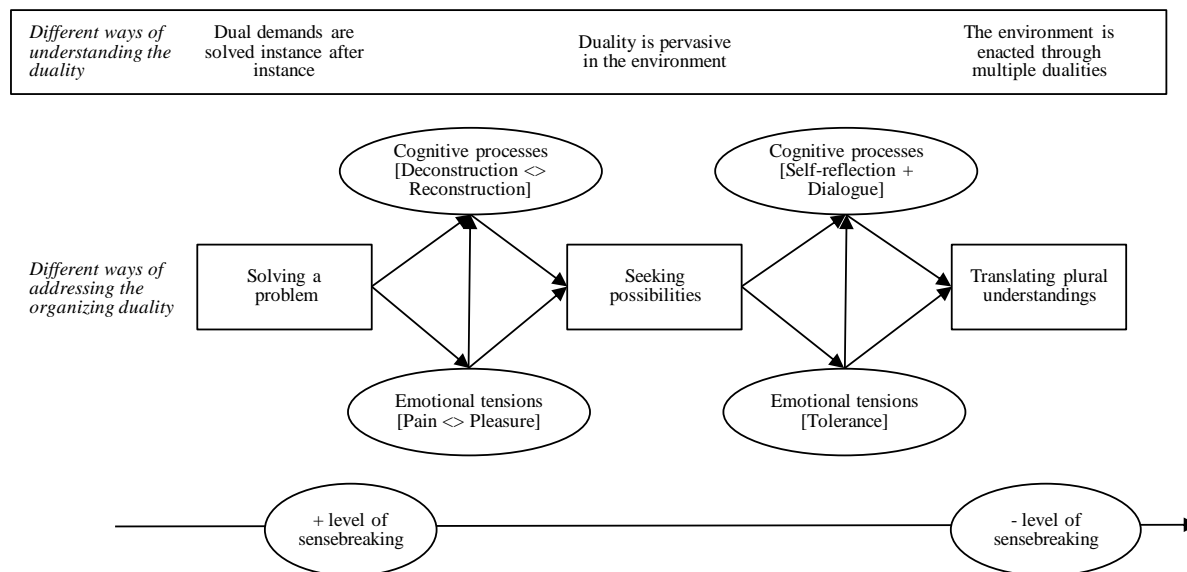 Different ways of
understanding the
duality
Dual demands are
solved instance after
instance
Duality is pervasive
in the environment
The environment is
enacted through
multiple dualities
Cognitive processes
[Deconstruction <>
Reconstruction]
Cognitive processes
[Self-reflection +
Dialogue]
Different ways of
addressing the
organizing duality
Solving a
problem
Seeking
possibilities
Translating plural
understandings
Emotional tensions
[Pain <> Pleasure]
Emotional tensions
[Tolerance]
+ level of
sensebreaking
- level of
sensebreaking